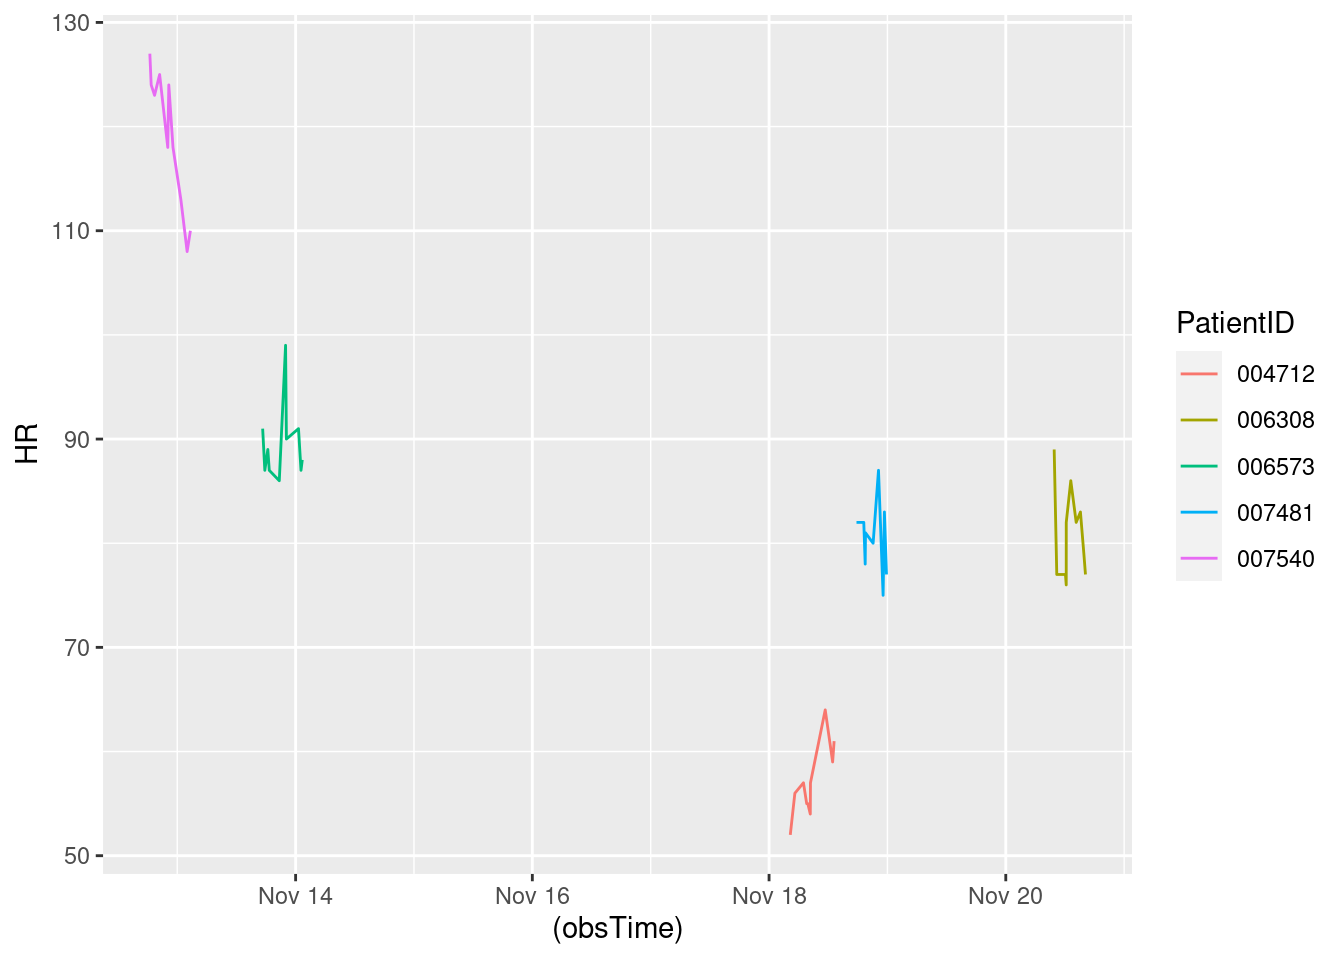 130
110
90
70
50
HR
Nov 14
Nov 16
Nov 18
Nov 20
(obsTime)
PatientID
004712
006308
006573
007481
007540